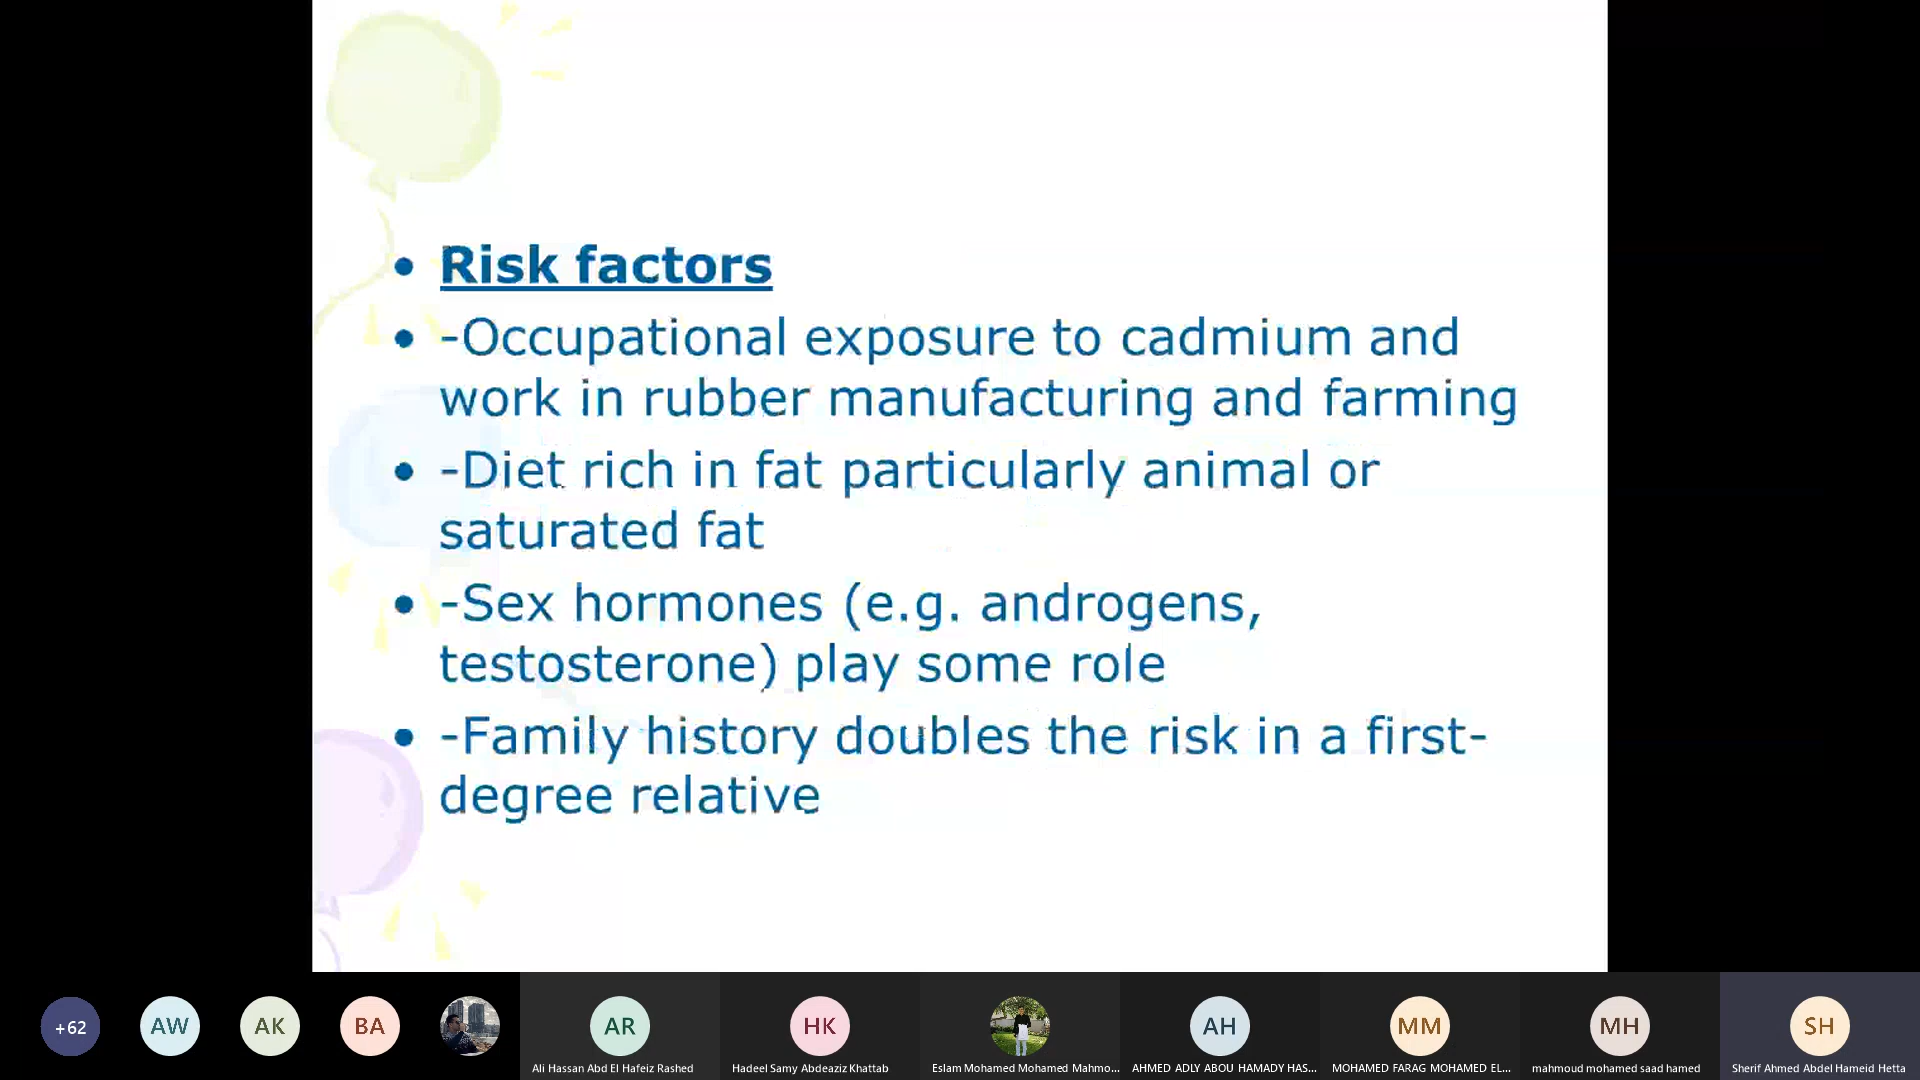 • Risk factors
• -Occupational exposure to cadmium and
work in rubber manufacturing and farming
• -Diet rich in fat particularly animal or
saturated fat
• -Sex hormones (e.g. androgens,
testosterone) play some role
• -Family history doubles the risk in a first-
degree relative
+62 AW AK BA AR HK AH MM MH SH
Ali Hassan Abd El Hafeiz Rashed Hadeel Samy Abdeaziz Khattab Eslam Mohamed Mohamed Mahmo... AHMED ADLY ABOU HAMADY HAS... MOHAMED FARAG MOHAMED EL... mahmoud mohamed saad hamed Sherif Ahmed Abdel Hameid Hetta